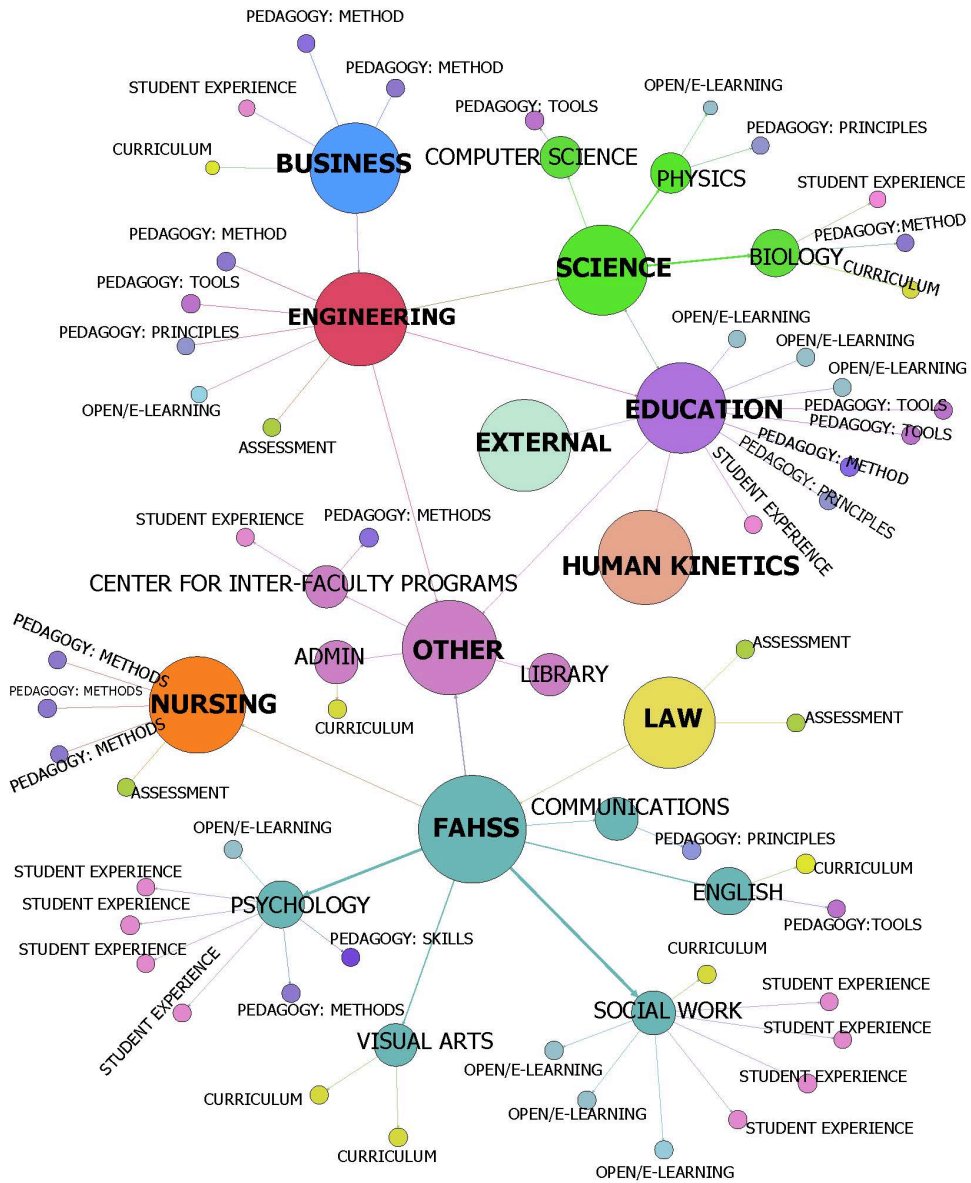 PEDAGOGY: METHOD
PEDAGOGY: METHOD
STUDENT EXPERIENCE
CURRICULUM
BUSINESS
OPEN/E-LEARNING
PEDAGOGY: TOOLS
PEDAGOGY: PRINCIPLES
COMPUTER SCIENCE
PHYSICS
STUDENT EXPERIENCE
PEDAGOGY:METHOD
BIOLOGY
CURRICULUM
SCIENCE
PEDAGOGY: METHOD
PEDAGOGY: TOOLS
PEDAGOGY: PRINCIPLES
ENGINEERING
OPEN/E-LEARNING
ASSESSMENT
OPEN/E-LEARNING
OPEN/E-LEARNING
OPEN/E-LEARNING
EDUCATION
PEDAGOGY: TOOLS
PEDAGOGY: TOOLS
PEDAGOGY: METHOD
PEDAGOGY: PRINCIPLES
STUDENT EXPERIENCE
EXTERNAL
HUMAN KINETICS
STUDENT EXPERIENCE
PEDAGOGY: METHODS
CENTER FOR INTER-FACULTY PROGRAMS
OTHER
ADMIN
LIBRARY
CURRICULUM
PEDAGOGY: METHODS
PEDAGOGY: METHODS
PEDAGOGY: METHODS
NURSING
ASSESSMENT
ASSESSMENT
LAW
ASSESSMENT
FAHSS
COMMUNICATIONS
PEDAGOGY: PRINCIPLES
CURRICULUM
ENGLISH
PEDAGOGY:TOOLS
OPEN/E-LEARNING
STUDENT EXPERIENCE
STUDENT EXPERIENCE
STUDENT EXPERIENCE
STUDENT EXPERIENCE
PSYCHOLOGY
PEDAGOGY: SKILLS
PEDAGOGY: METHODS
VISUAL ARTS
CURRICULUM
CURRICULUM
CURRICULUM
SOCIAL WORK
STUDENT EXPERIENCE
STUDENT EXPERIENCE
STUDENT EXPERIENCE
STUDENT EXPERIENCE
OPEN/E-LEARNING
OPEN/E-LEARNING
OPEN/E-LEARNING